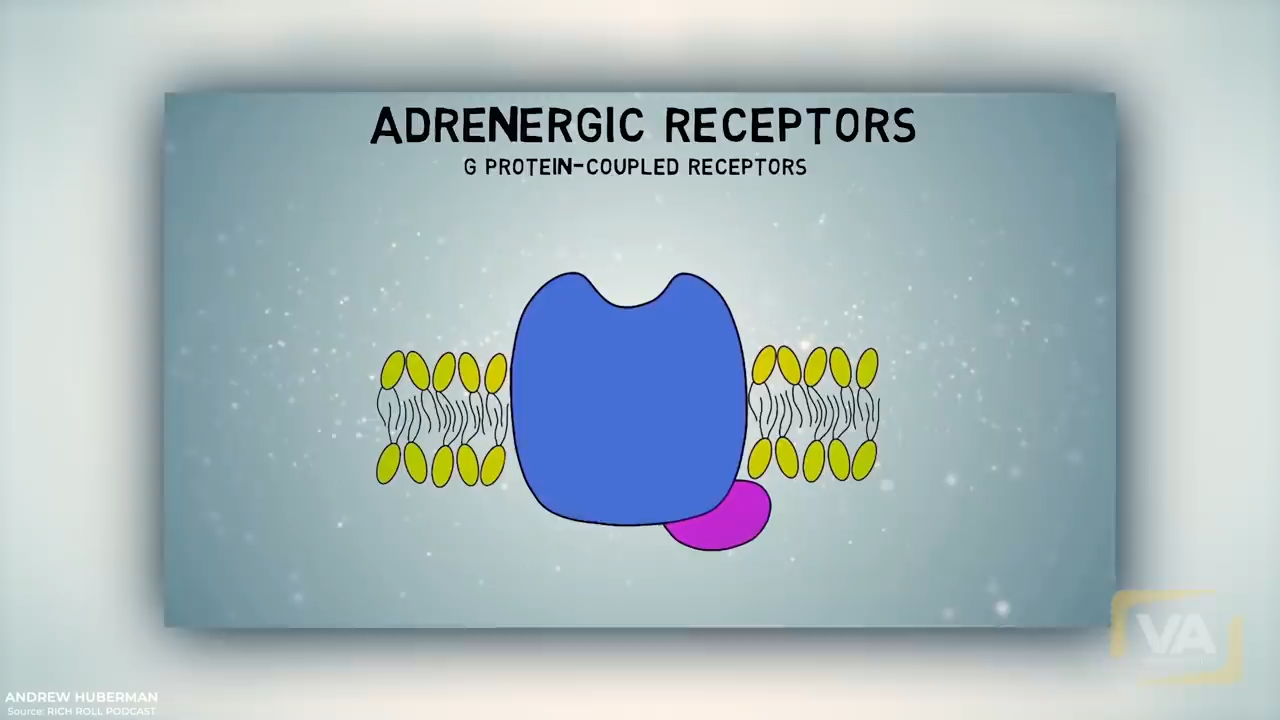 ADRENERGIC RECEPTORS
G PROTEIN-COUPLED RECEPTORS
VA
ANDREW HUBERMAN
Source: RICH ROLL PODCAST